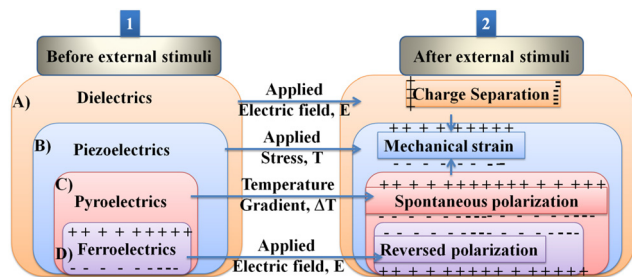 1
2
Before external stimuli
After external stimuli
A)
Dielectrics
Applied
Electric field, E
Charge Separation
B)
Piezoelectrics
Applied
Stress, T
+ + + + + + + + + +
Mechanical strain
C)
Pyroelectrics
Temperature
Gradient, ΔT
Spontaneous polarization
D)
+ + + + + + + + +
Ferroelectrics
Applied
Electric field, E
Reversed polarization